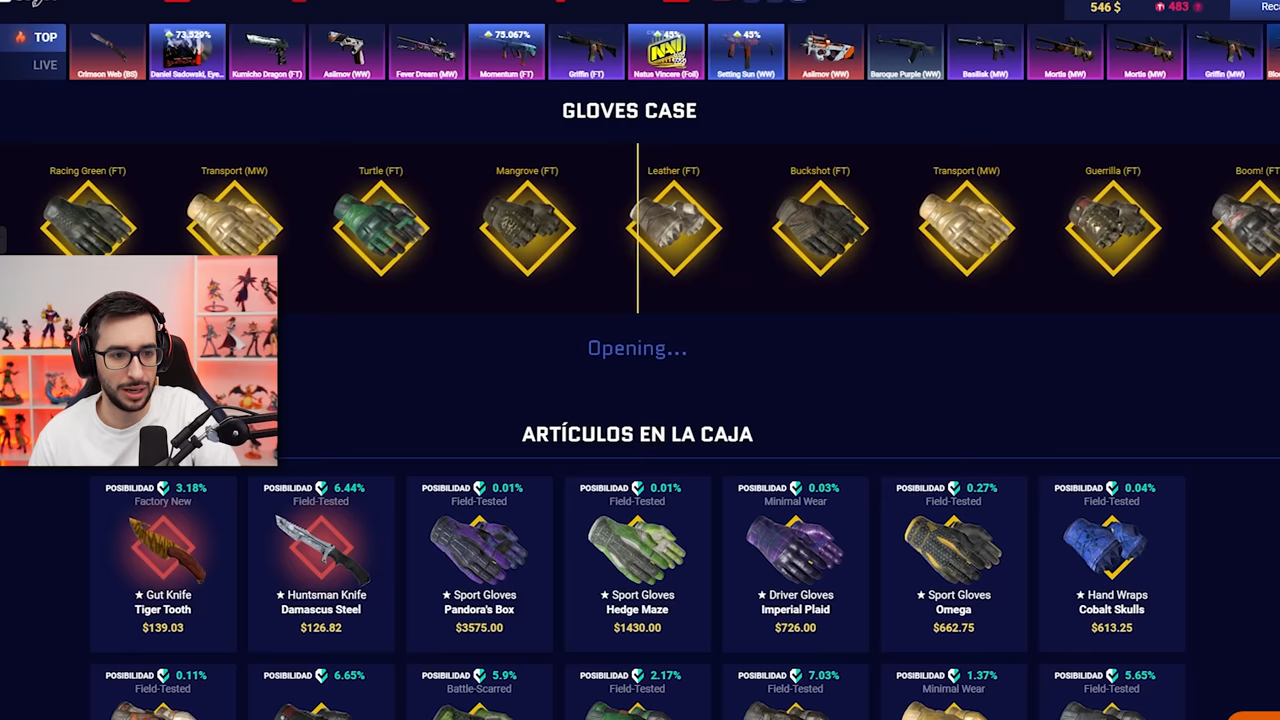 546 $ 483
TOP
LIVE
73.529% 75.067% 45% 45%
Crimson Web (BS) Daniel Sadowski, Eye... Kumicho Dragon (FT) Asiimov (WW) Fever Dream (MW) Momentum (FT) Griffin (FT) Natus Vincere (Foil) Setting Sun (WW) Asiimov (WW) Baroque Purple (WW) Basilisk (MW) Mortis (MW) Mortis (MW) Griffin (MW)
GLOVES CASE
Racing Green (FT) Transport (MW) Turtle (FT) Mangrove (FT) Leather (FT) Buckshot (FT) Transport (MW) Guerrilla (FT) Boom! (FT
Opening...
ARTÍCULOS EN LA CAJA
POSIBILIDAD 3.18% POSIBILIDAD 6.44% POSIBILIDAD 0.01% POSIBILIDAD 0.01% POSIBILIDAD 0.03% POSIBILIDAD 0.27% POSIBILIDAD 0.04%
Factory New Field-Tested Field-Tested Field-Tested Minimal Wear Field-Tested Field-Tested
★ Gut Knife ★ Huntsman Knife ★ Sport Gloves ★ Sport Gloves ★ Driver Gloves ★ Sport Gloves ★ Hand Wraps
Tiger Tooth Damascus Steel Pandora's Box Hedge Maze Imperial Plaid Omega Cobalt Skulls
$139.03 $126.82 $3575.00 $1430.00 $726.00 $662.75 $613.25
POSIBILIDAD 0.11% POSIBILIDAD 6.65% POSIBILIDAD 5.9% POSIBILIDAD 2.17% POSIBILIDAD 7.03% POSIBILIDAD 1.37% POSIBILIDAD 5.65%
Field-Tested Battle-Scarred Field-Tested Field-Tested Minimal Wear Field-Tested